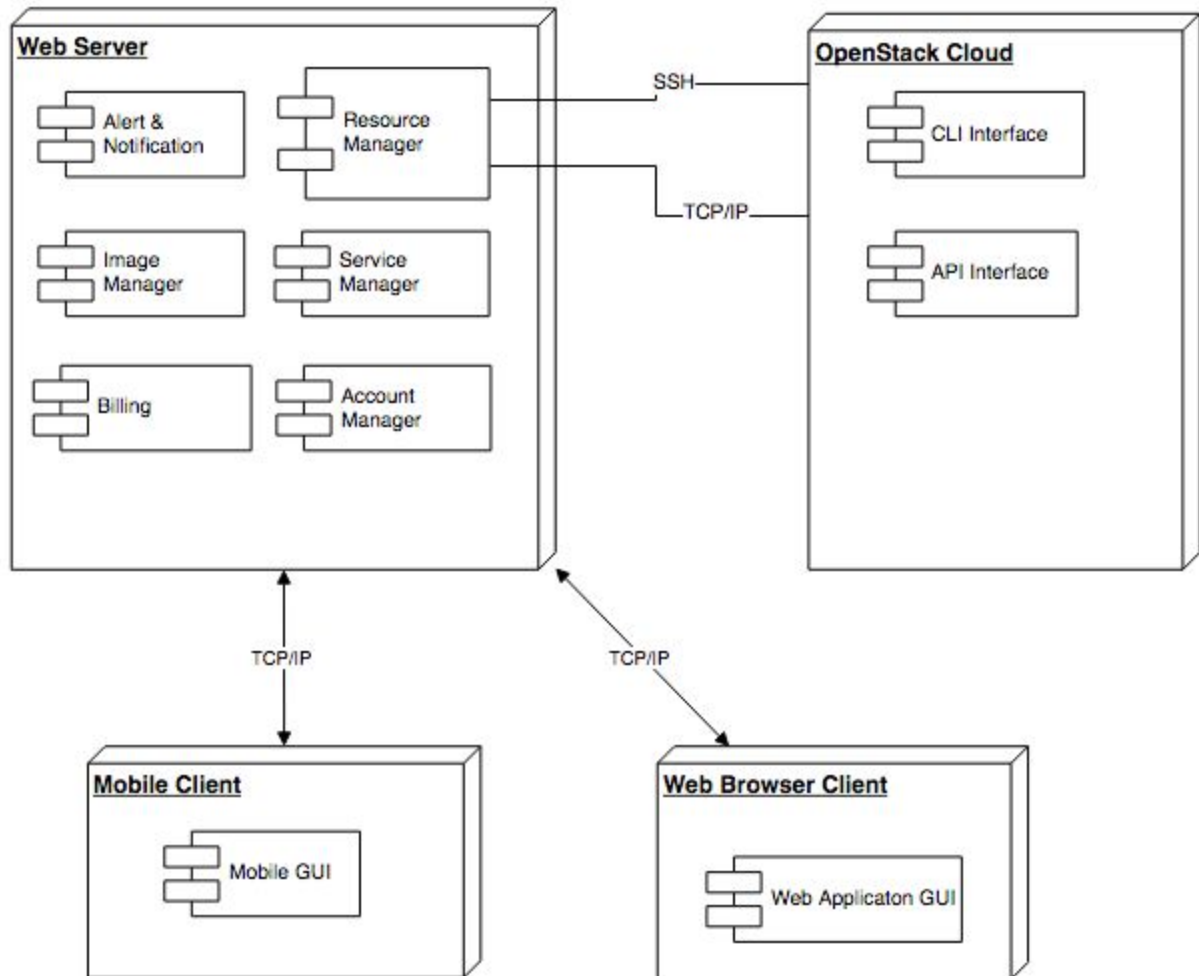 Web Server
Alert &
Notification
Resource
Manager
Image
Manager
Service
Manager
Billing
Account
Manager
SSH
TCP/IP
OpenStack Cloud
CLI Interface
API Interface
TCP/IP
TCP/IP
Mobile Client
Mobile GUI
Web Browser Client
Web Applicaton GUI